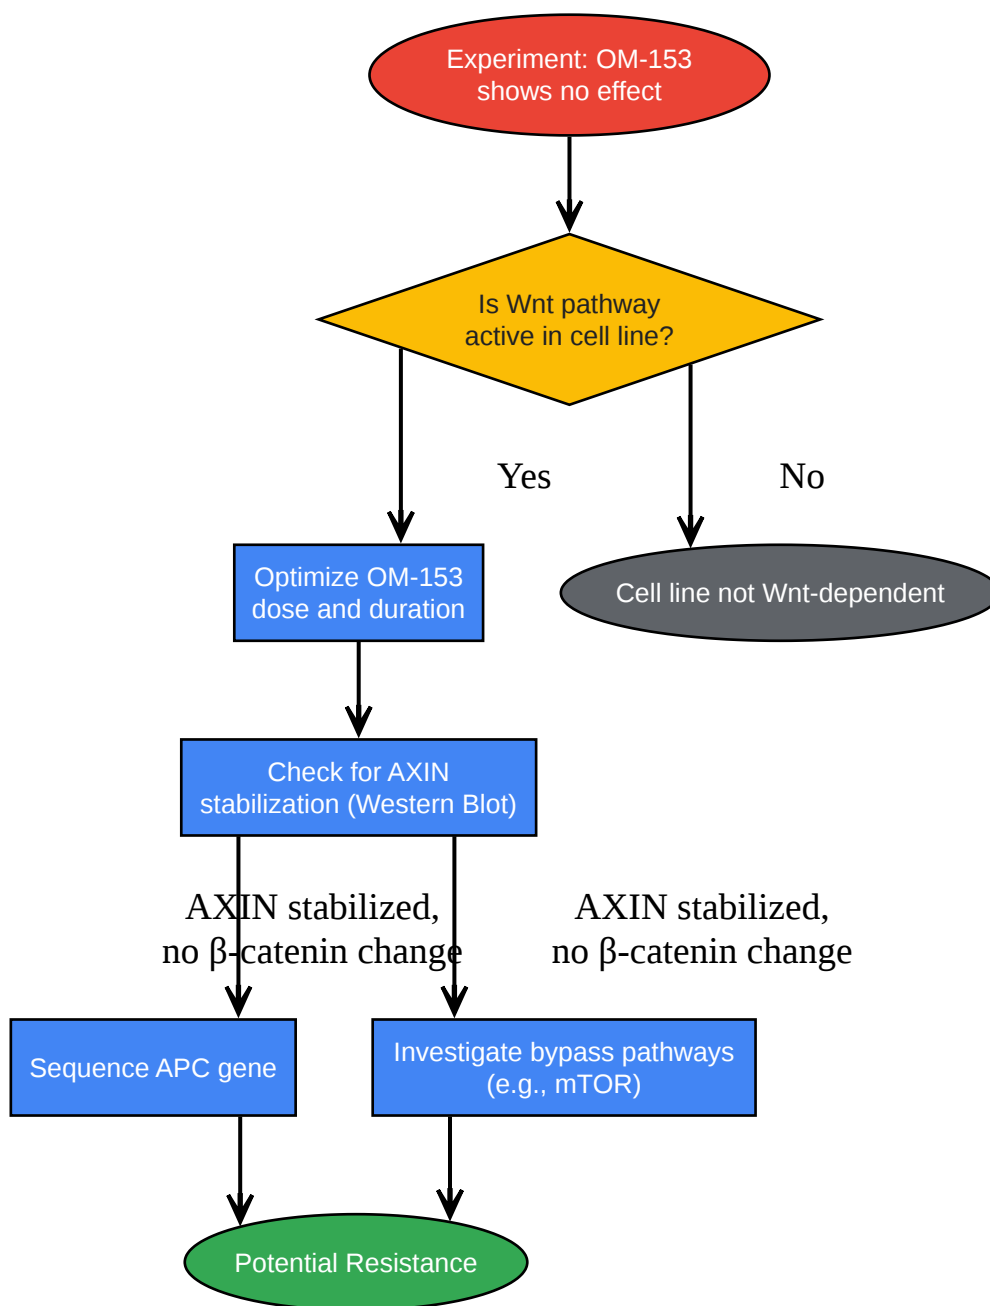 Experiment: OM-153
shows no effect
Is Wnt pathway
active in cell line?
Yes
No
Optimize OM-153
dose and duration
Cell line not Wnt-dependent
Check for AXIN
stabilization (Western Blot)
AXIN stabilized,
no β-catenin change
AXIN stabilized,
no β-catenin change
Sequence APC gene
Investigate bypass pathways
(e.g., mTOR)
Potential Resistance